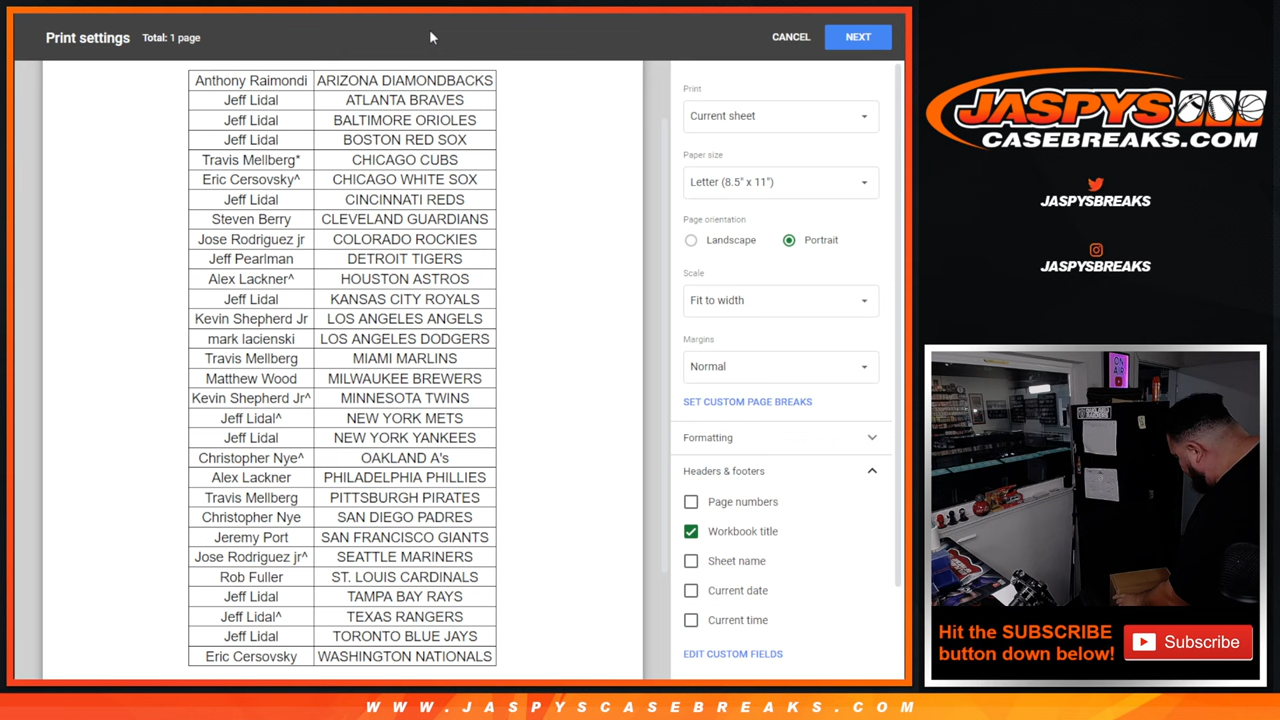 Print settings Total: 1 page CANCEL NEXT
Anthony Raimondi ARIZONA DIAMONDBACKS
Jeff Lidal ATLANTA BRAVES
Jeff Lidal BALTIMORE ORIOLES
Jeff Lidal BOSTON RED SOX
Travis Mellberg* CHICAGO CUBS
Eric Cersovsky^ CHICAGO WHITE SOX
Jeff Lidal CINCINNATI REDS
Steven Berry CLEVELAND GUARDIANS
Jose Rodriguez jr COLORADO ROCKIES
Jeff Pearlman DETROIT TIGERS
Alex Lackner^ HOUSTON ASTROS
Jeff Lidal KANSAS CITY ROYALS
Kevin Shepherd Jr LOS ANGELES ANGELS
mark lacienski LOS ANGELES DODGERS
Travis Mellberg MIAMI MARLINS
Matthew Wood MILWAUKEE BREWERS
Kevin Shepherd Jr^ MINNESOTA TWINS
Jeff Lidal^ NEW YORK METS
Jeff Lidal NEW YORK YANKEES
Christopher Nye^ OAKLAND A's
Alex Lackner PHILADELPHIA PHILLIES
Travis Mellberg PITTSBURGH PIRATES
Christopher Nye SAN DIEGO PADRES
Jeremy Port SAN FRANCISCO GIANTS
Jose Rodriguez jr^ SEATTLE MARINERS
Rob Fuller ST. LOUIS CARDINALS
Jeff Lidal TAMPA BAY RAYS
Jeff Lidal^ TEXAS RANGERS
Jeff Lidal TORONTO BLUE JAYS
Eric Cersovsky WASHINGTON NATIONALS
Print
Current sheet
Paper size
Letter (8.5" x 11")
Page orientation
Landscape Portrait
Scale
Fit to width
Margins
Normal
SET CUSTOM PAGE BREAKS
Formatting
Headers & footers
Page numbers
Workbook title
Sheet name
Current date
Current time
EDIT CUSTOM FIELDS
JASPYS
CASEBREAKS.COM
JASPYSBREAKS
JASPYSBREAKS
ON
AIR
Hit the SUBSCRIBE
button down below!
Subscribe
WWW.JASPYSCASEBREAKS.COM